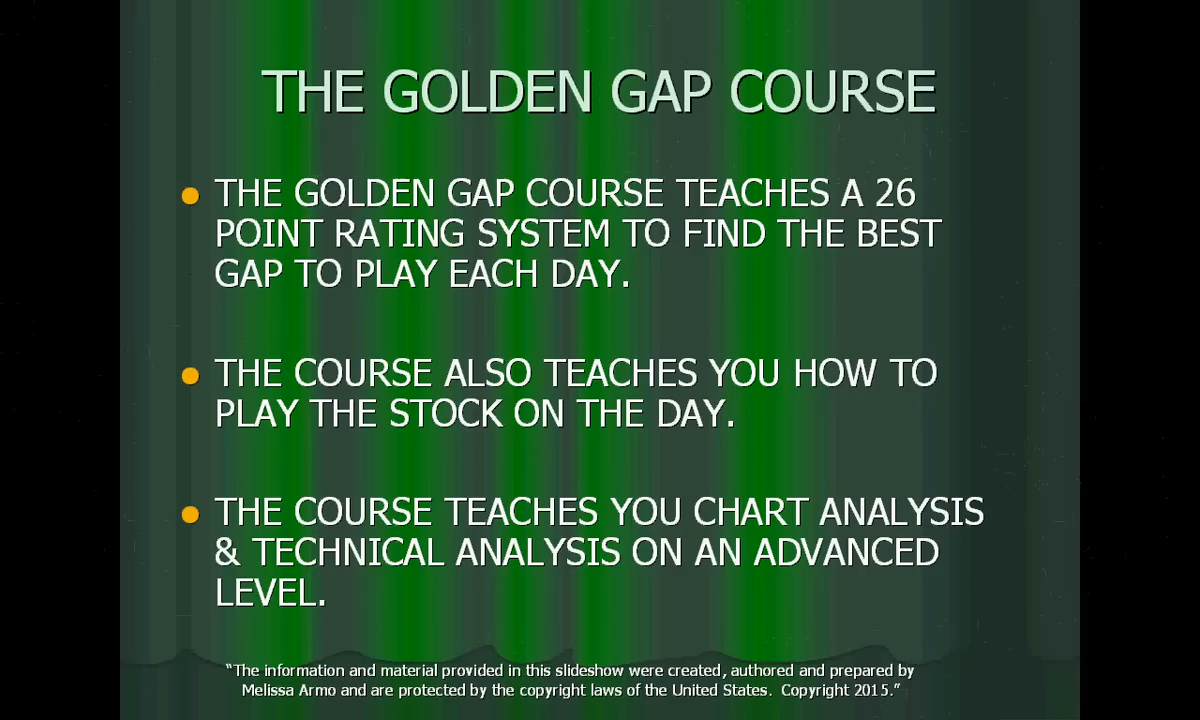 THE GOLDEN GAP COURSE
THE GOLDEN GAP COURSE TEACHES A 26
POINT RATING SYSTEM TO FIND THE BEST
GAP TO PLAY EACH DAY.
THE COURSE ALSO TEACHES YOU HOW TO
PLAY THE STOCK ON THE DAY.
THE COURSE TEACHES YOU CHART ANALYSIS
& TECHNICAL ANALYSIS ON AN ADVANCED
LEVEL.
“The information and material provided in this slideshow were created, authored and prepared by
Melissa Armo and are protected by the copyright laws of the United States.  Copyright 2015.”